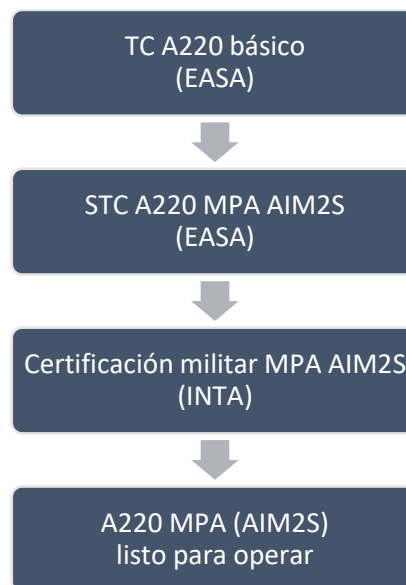 TC A220 básico
(EASA)
STC A220 MPA AIM2S
(EASA)
Certificación militar MPA AIM2S
(INTA)
A220 MPA (AIM2S)
listo para operar